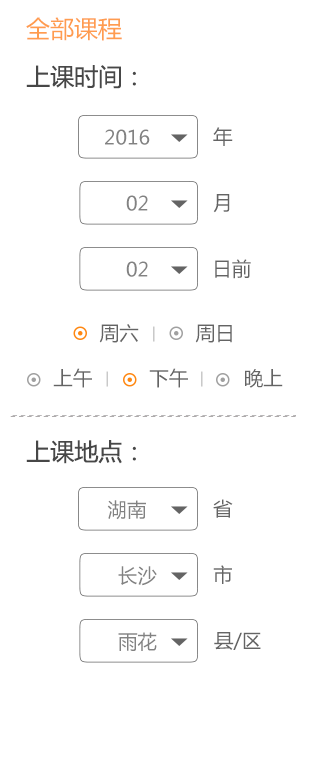 全部课程
上课时间：
2016 年
02 月
02 日前
周六 | 周日
上午 | 下午 | 晚上
上课地点：
湖南 省
长沙 市
雨花 县/区